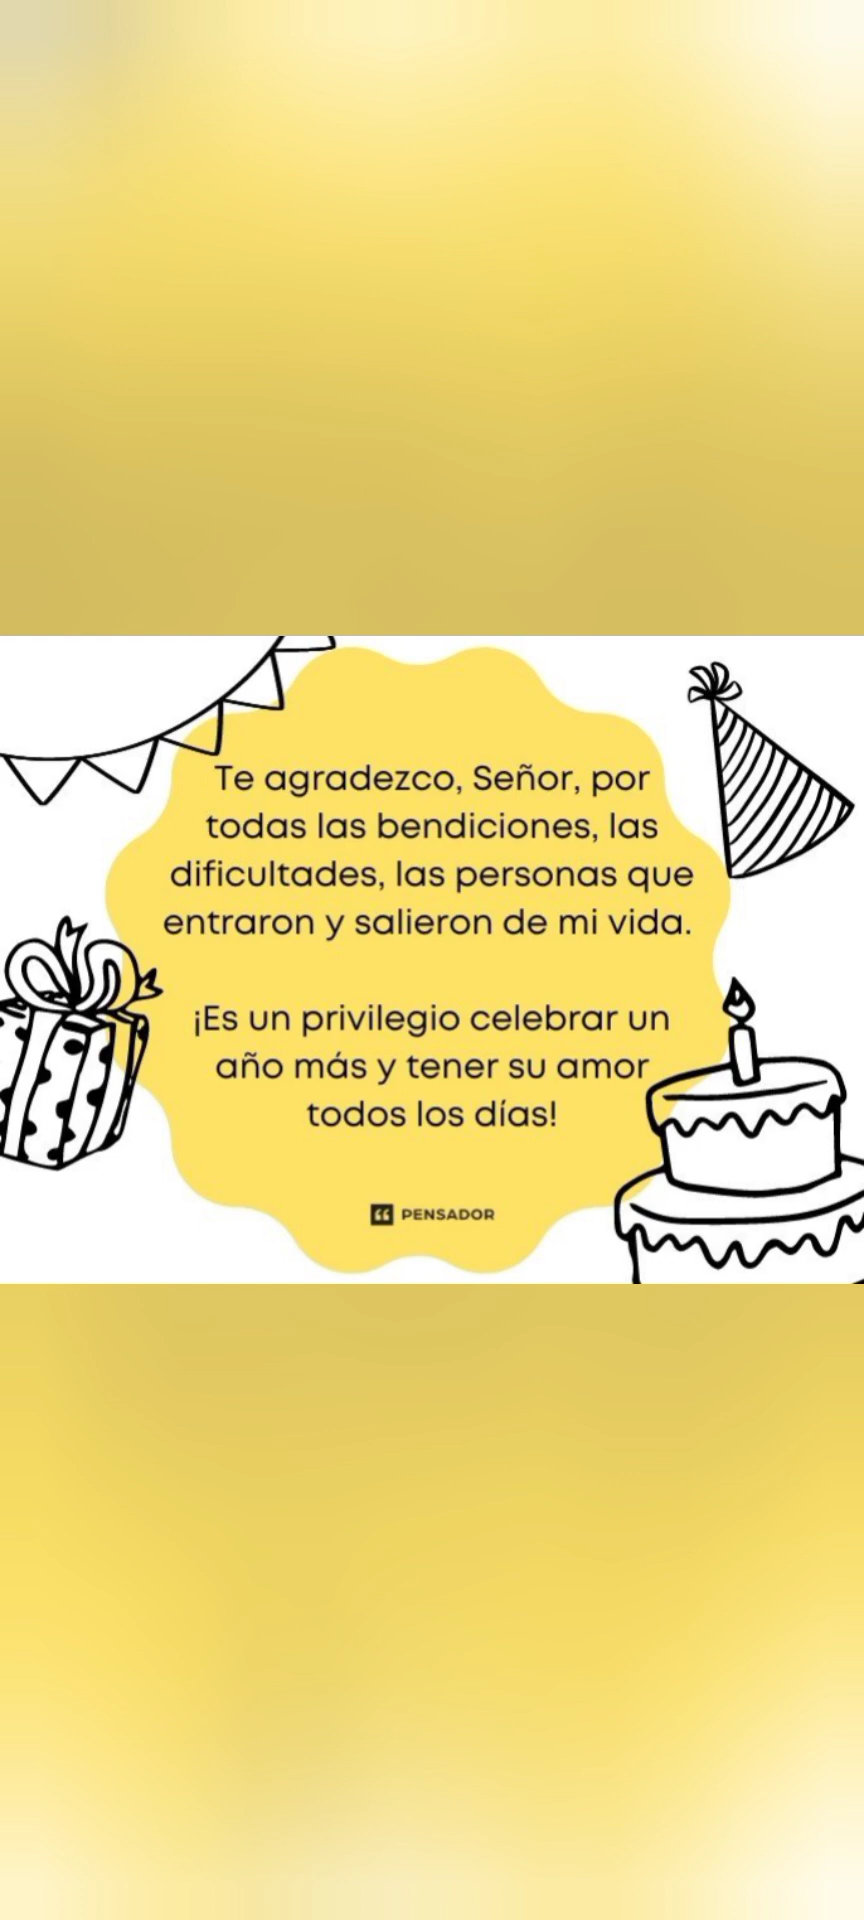 Te agradezco, Señor, por
todas las bendiciones, las
dificultades, las personas que
entraron y salieron de mi vida.
¡Es un privilegio celebrar un
año más y tener su amor
todos los días!
PENSADOR